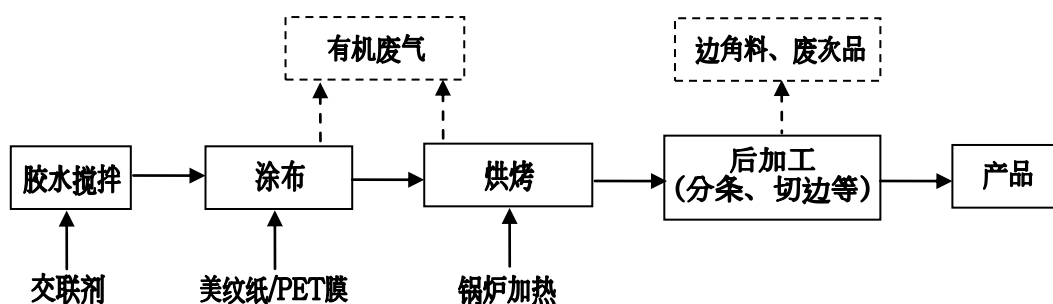 有机废气
边角料、废次品
胶水搅拌
涂布
烘烤
后加工
（分条、切边等）
产品
交联剂
美纹纸/PET膜
锅炉加热